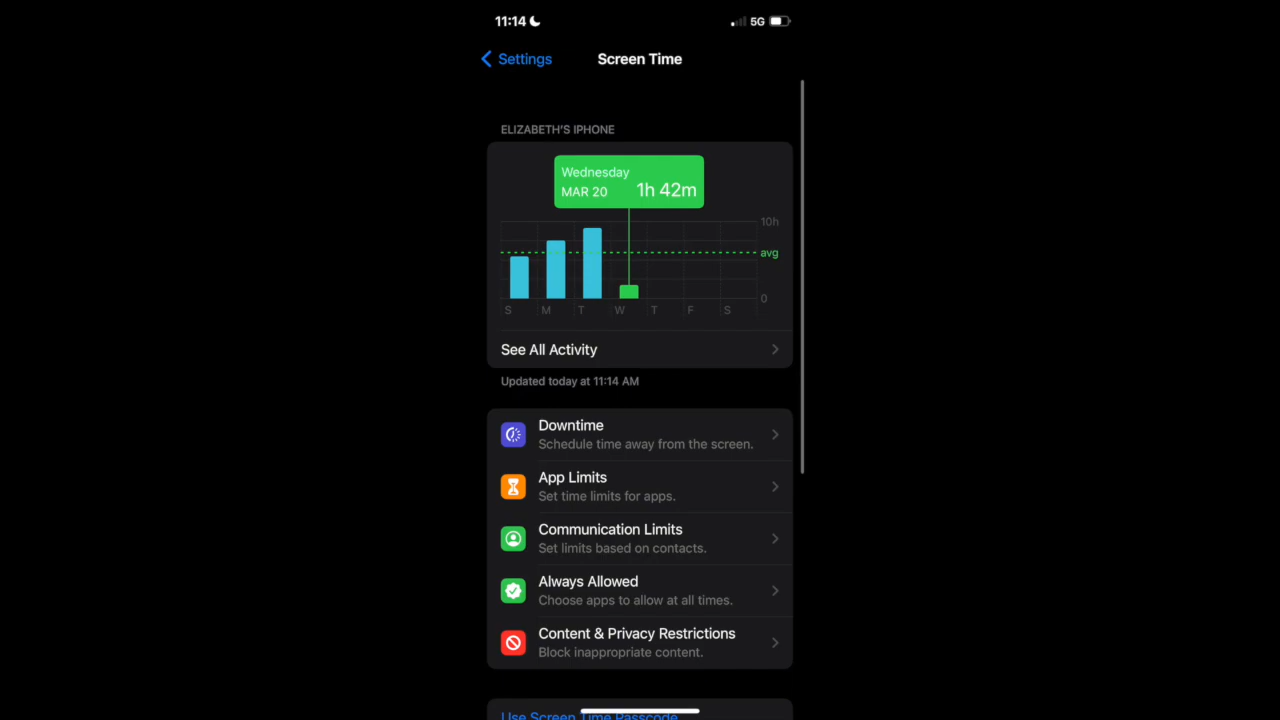 11:14 5G
Settings Screen Time
ELIZABETH'S IPHONE
Wednesday
MAR 20 1h 42m
10h
avg
0
S M T W T F S
See All Activity
Updated today at 11:14 AM
Downtime
Schedule time away from the screen.
App Limits
Set time limits for apps.
Communication Limits
Set limits based on contacts.
Always Allowed
Choose apps to allow at all times.
Content & Privacy Restrictions
Block inappropriate content.
Use Screen Time Passcode